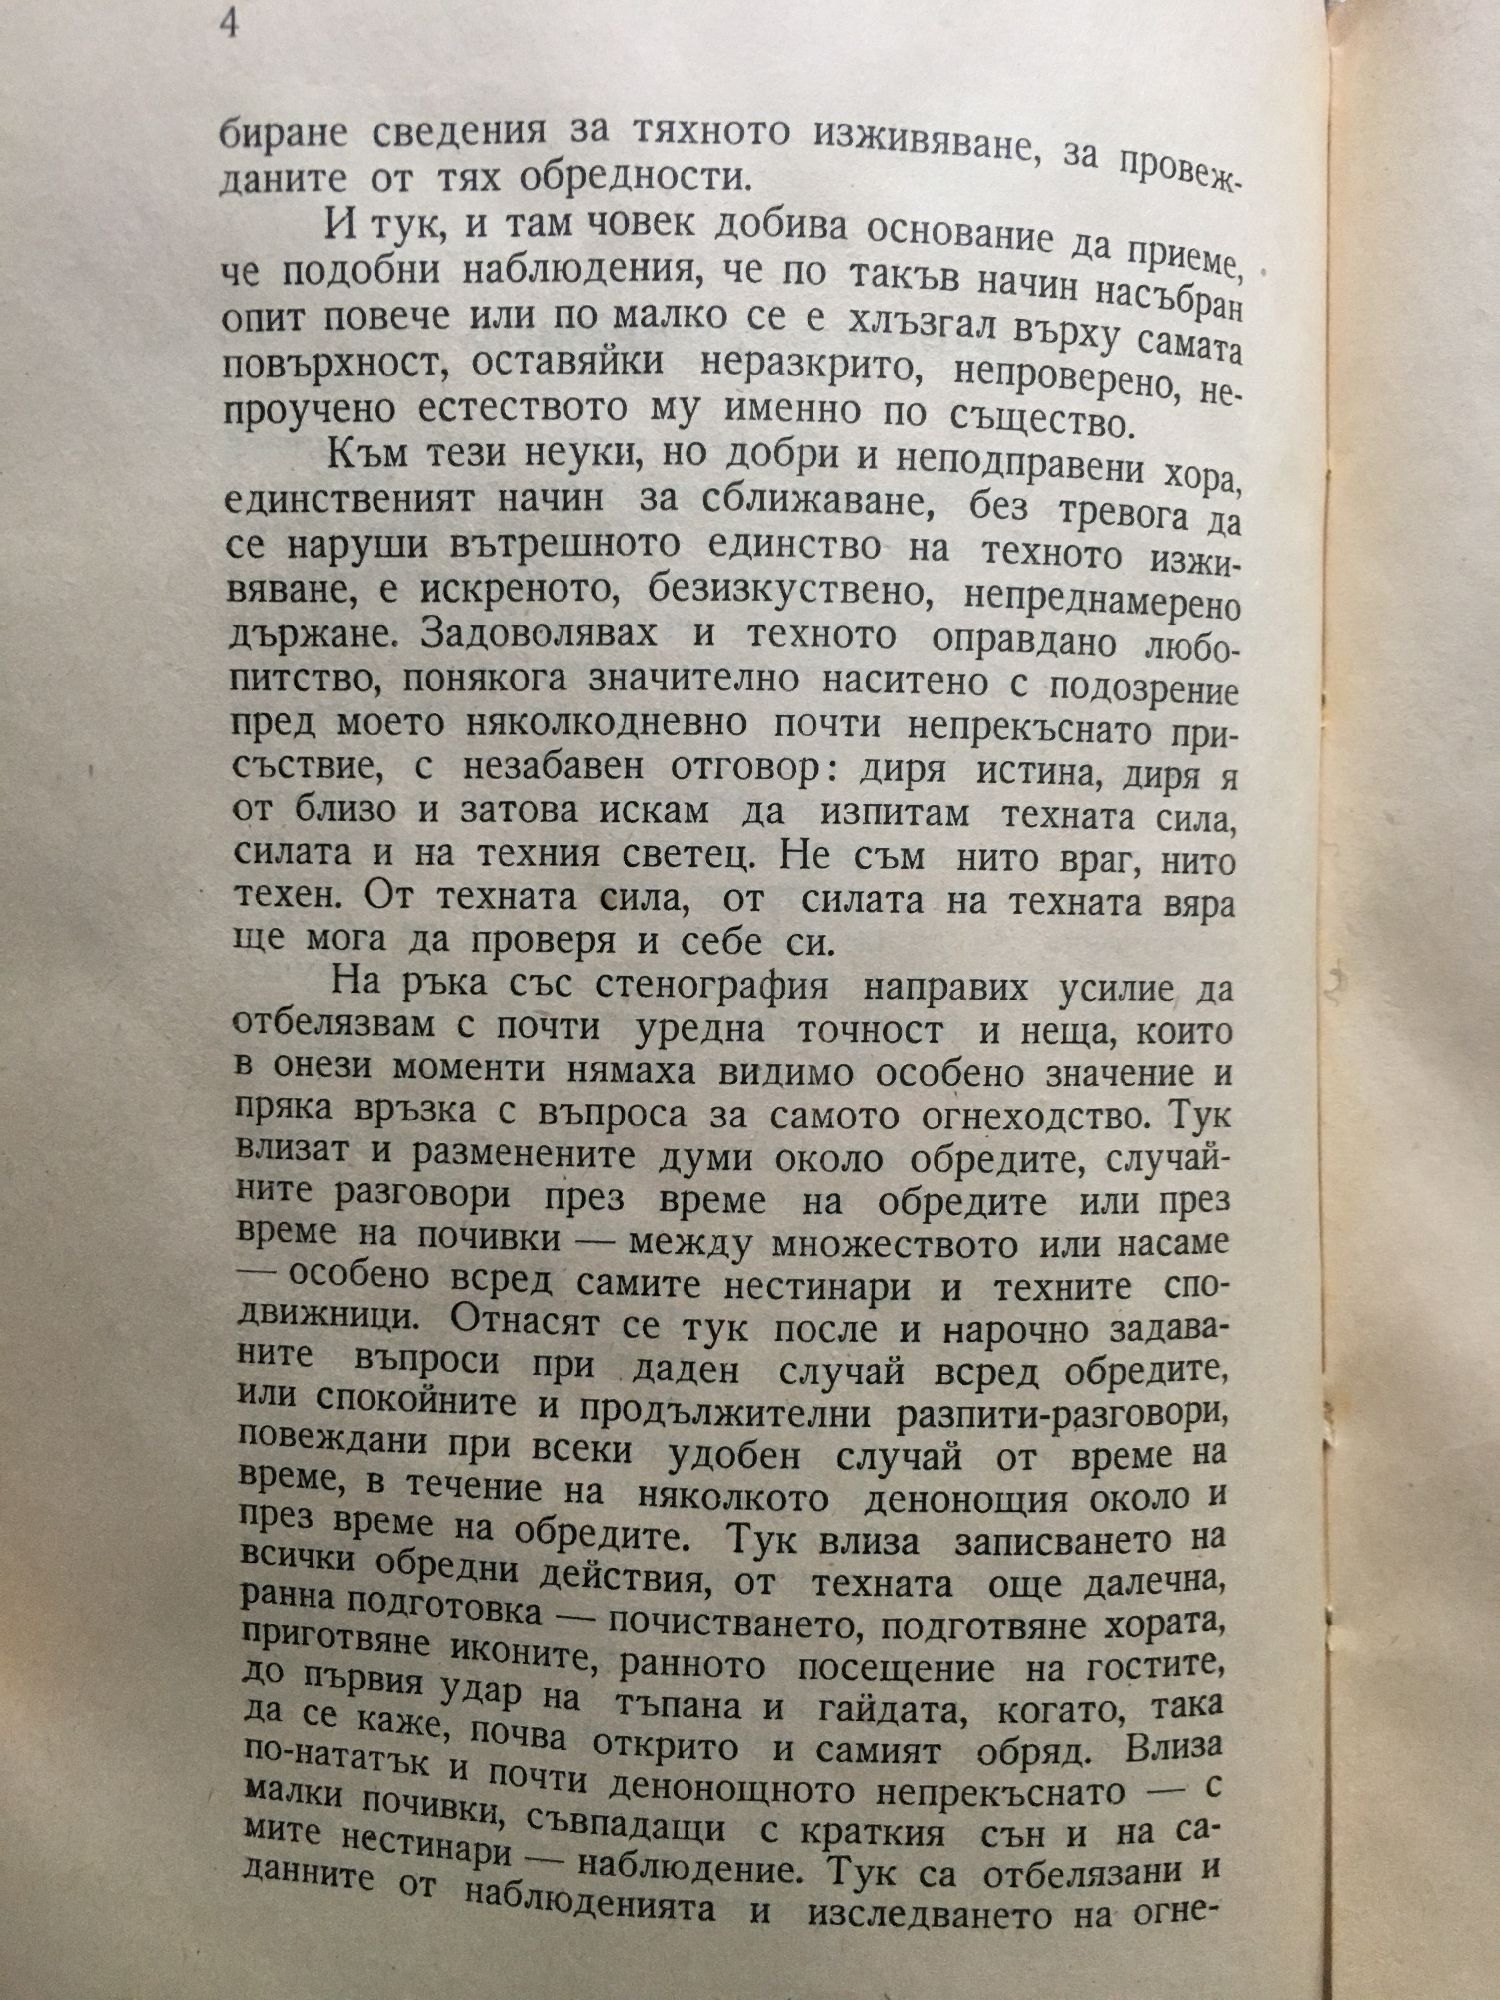 4
биране сведения за тяхното изживяване, за провеж-
даните от тях обредности.
И тук, и там човек добива основание да приеме,
че подобни наблюдения, че по такъв начин насъбран
опит повече или по малко се е хлъзгал върху самата
повърхност, оставяйки неразкрито, непроверено, не-
проучено естеството му именно по същество.
Към тези неуки, но добри и неподправени хора,
единственият начин за сближаване, без тревога да
се наруши вътрешното единство на техното изжи-
вяване, е искреното, безизкуствено, непреднамерено
държане. Задоволявах и техното оправдано любо-
питство, понякога значително наситено с подозрение
пред моето няколкодневно почти непрекъснато при-
съствие, с незабавен отговор: диря истина, диря я
от близо и затова искам да изпитам техната сила,
силата и на техния светец. Не съм нито враг, нито
техен. От техната сила, от силата на техната вяра
ще мога да проверя и себе си.
На ръка със стенография направих усилие да
отбелязвам с почти уредна точност и неща, които
в онези моменти нямаха видимо особено значение и
пряка връзка с въпроса за самото огнеходство. Тук
влизат и разменените думи около обредите, случай-
ните разговори през време на обредите или през
време на почивки — между множеството или насаме
— особено всред самите нестинари и техните спо-
движници. Отнасят се тук после и нарочно задава-
ните въпроси при даден случай всред обредите,
или спокойните и продължителни разпити-разговори,
повеждани при всеки удобен случай от време на
време, в течение на няколкото денонощия около и
през време на обредите. Тук влиза записването на
всички обредни действия, от техната още далечна,
ранна подготовка — почистването, подготвяне хората,
приготвяне иконите, ранното посещение на гостите,
до първия удар на тъпана и гайдата, когато, така
да се каже, почва открито и самият обряд. Влиза
по-нататък и почти денонощното непрекъснато — с
малки почивки, съвпадащи с краткия сън и на са-
мите нестинари — наблюдение. Тук са отбелязани и
данните от наблюденията и изследването на огне-